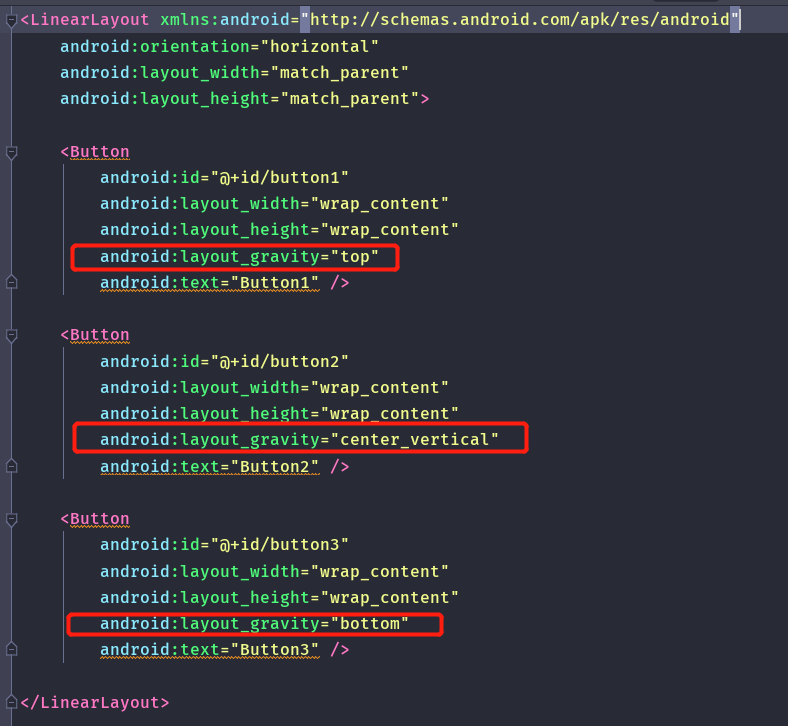 <LinearLayout xmlns:android="http://schemas.android.com/apk/res/android"
    android:orientation="horizontal"
    android:layout_width="match_parent"
    android:layout_height="match_parent">

    <Button
        android:id="@+id/button1"
        android:layout_width="wrap_content"
        android:layout_height="wrap_content"
        android:layout_gravity="top"
        android:text="Button1" />

    <Button
        android:id="@+id/button2"
        android:layout_width="wrap_content"
        android:layout_height="wrap_content"
        android:layout_gravity="center_vertical"
        android:text="Button2" />

    <Button
        android:id="@+id/button3"
        android:layout_width="wrap_content"
        android:layout_height="wrap_content"
        android:layout_gravity="bottom"
        android:text="Button3" />

</LinearLayout>